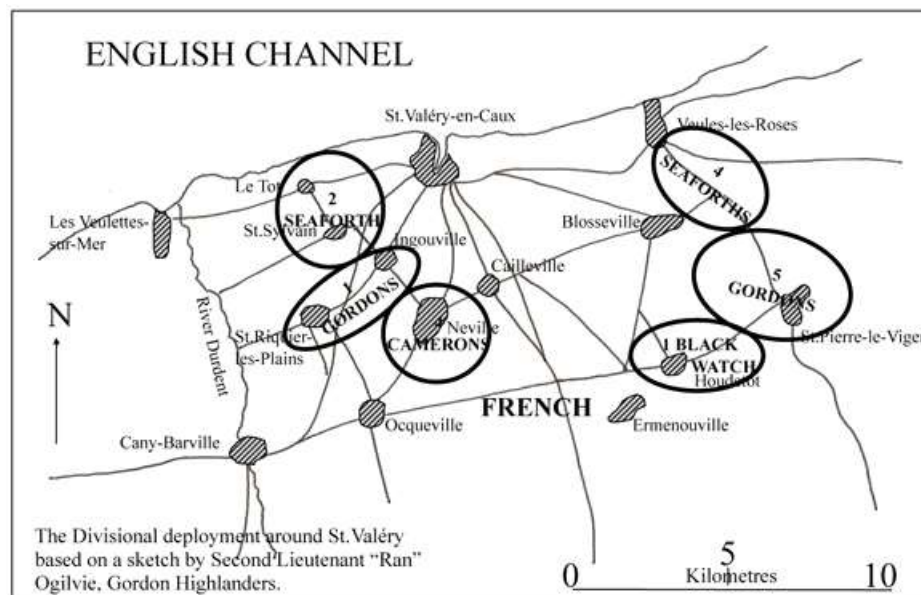 ENGLISH CHANNEL
St.Valéry-en-Caux
Veules-les-Roses
4
SEAFORTHS
Le Tot
2
SEAFORTH
Les Veulettes-
sur-Mer
St.Sylvain
Blosseville
Ingouville
Cailleville
5
GORDONS
1
GORDONS
N
River Durdent
St.Riquier-
les-Plains
Neville
CAMERONS
St.Pierre-le-Viger
1 BLACK
WATCH
Houdetot
FRENCH
Ermenouville
Ocqueville
Cany-Barville
The Divisional deployment around St.Valéry
based on a sketch by Second Lieutenant “Ran”
Ogilvie, Gordon Highlanders.
0 5 10
Kilometres